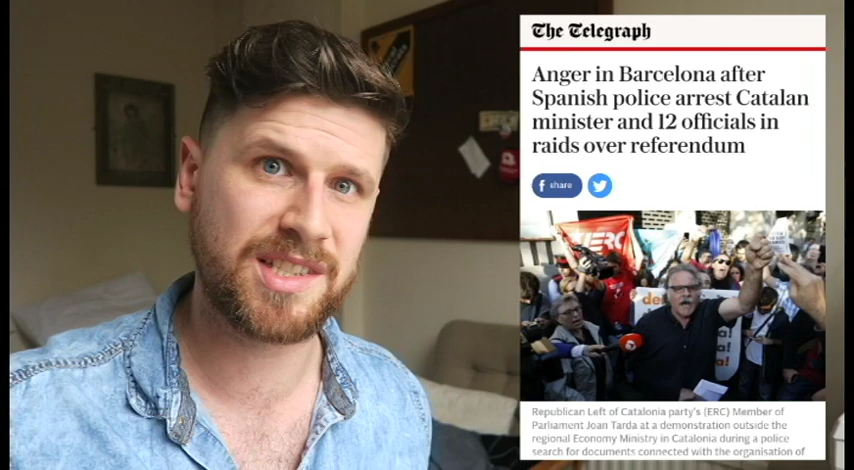 The Telegraph
Anger in Barcelona after
Spanish police arrest Catalan
minister and 12 officials in
raids over referendum
f share
ERC
Republican Left of Catalonia party's (ERC) Member of
Parliament Joan Tarda at a demonstration outside the
regional Economy Ministry in Catalonia during a police
search for documents connected with the organisation of